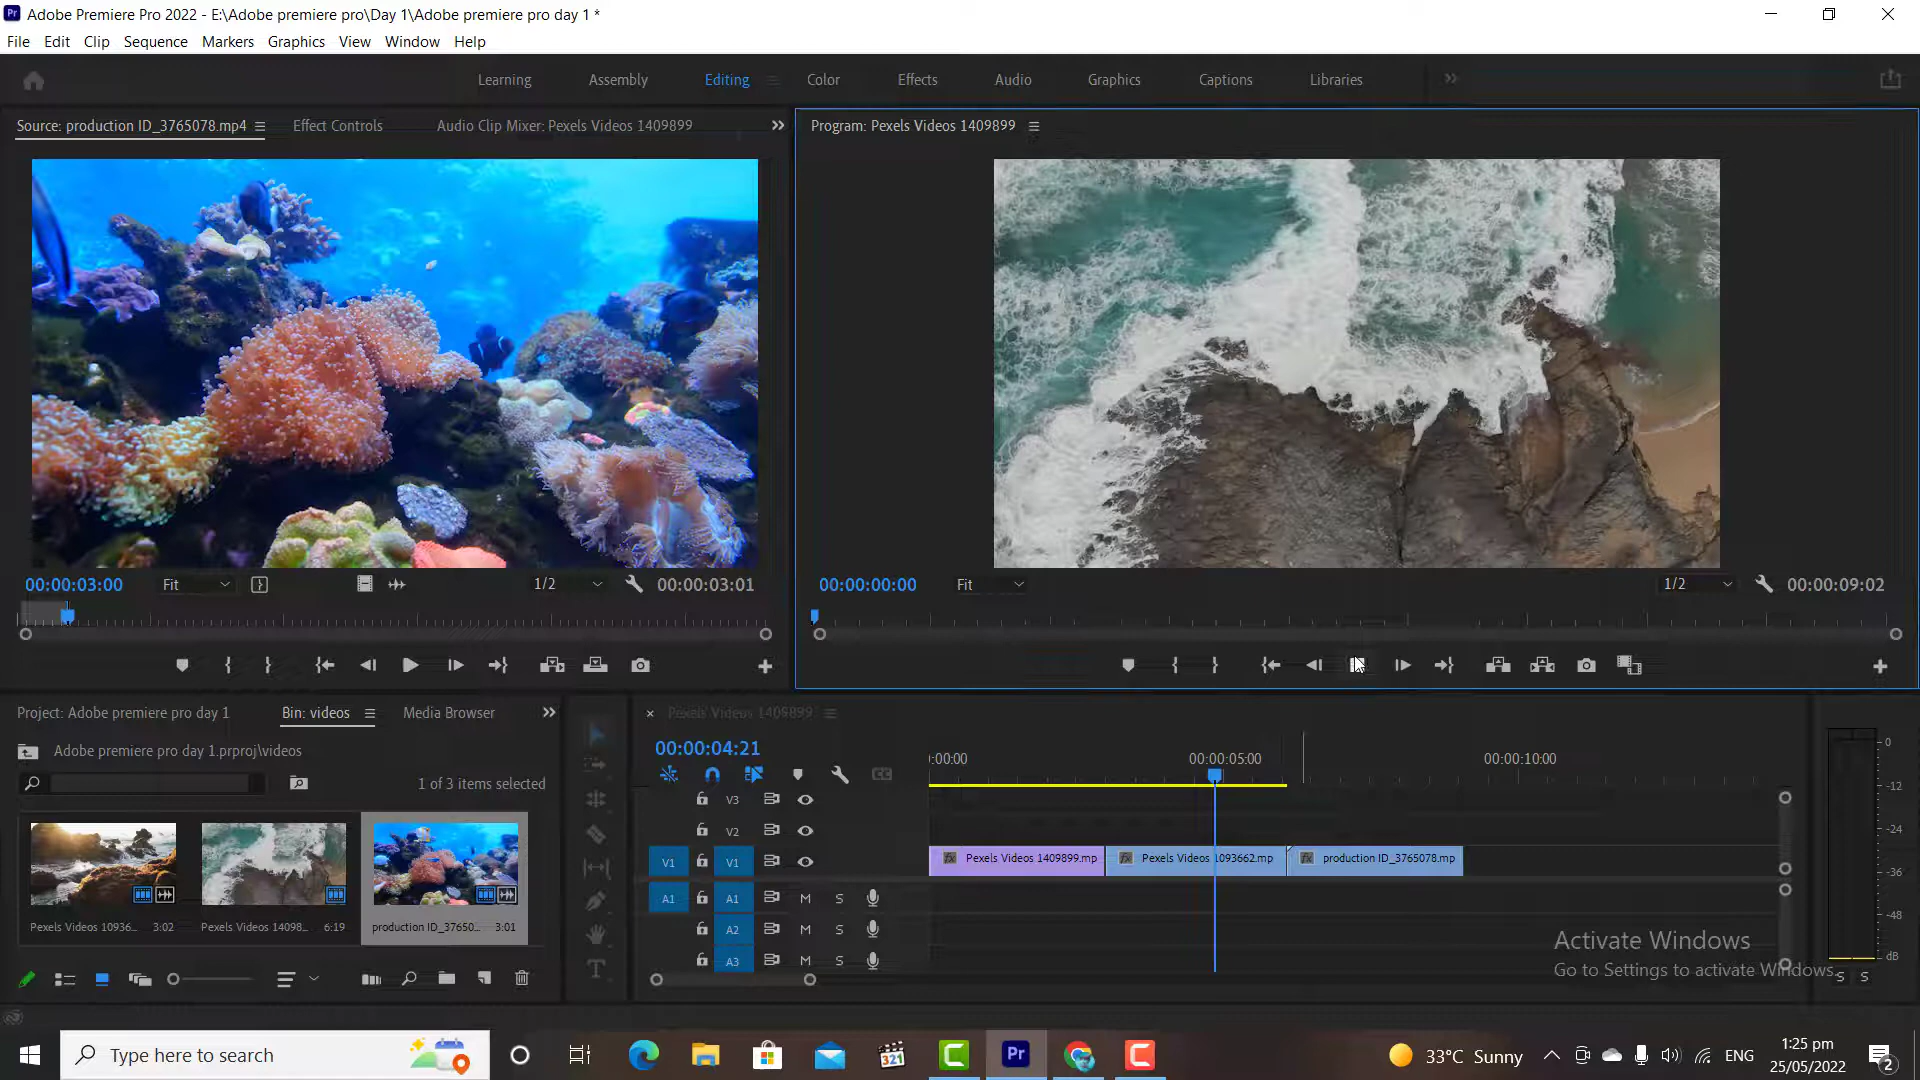 Adobe Premiere Pro 2022 - E:\Adobe premiere pro\Day 1\Adobe premiere pro day 1 *
File Edit Clip Sequence Markers Graphics View Window Help
Learning Assembly Editing Color Effects Audio Graphics Captions Libraries
Source: production ID_3765078.mp4 Effect Controls Audio Clip Mixer: Pexels Videos 1409899
Program: Pexels Videos 1409899
00:00:03:00 Fit 1/2 00:00:03:01
00:00:00:00 Fit 1/2 00:00:09:02
Project: Adobe premiere pro day 1 Bin: videos Media Browser
Adobe premiere pro day 1.prproj\videos
1 of 3 items selected
Pexels Videos 10936... 3:02
Pexels Videos 14098... 6:19
production ID_37650... 3:01
Pexels Videos 1409899
00:00:04:21
:00:00 00:00:05:00 00:00:10:00
V3
V2
V1 V1
Pexels Videos 1409899.mp
Pexels Videos 1093662.mp
production ID_3765078.mp
A1 A1 M S
A2 M S
A3 M S
0
-12
-24
-36
-48
dB
S S
Activate Windows
Go to Settings to activate Windows.
Type here to search
321
Pr
33°C Sunny
ENG
1:25 pm
25/05/2022
2